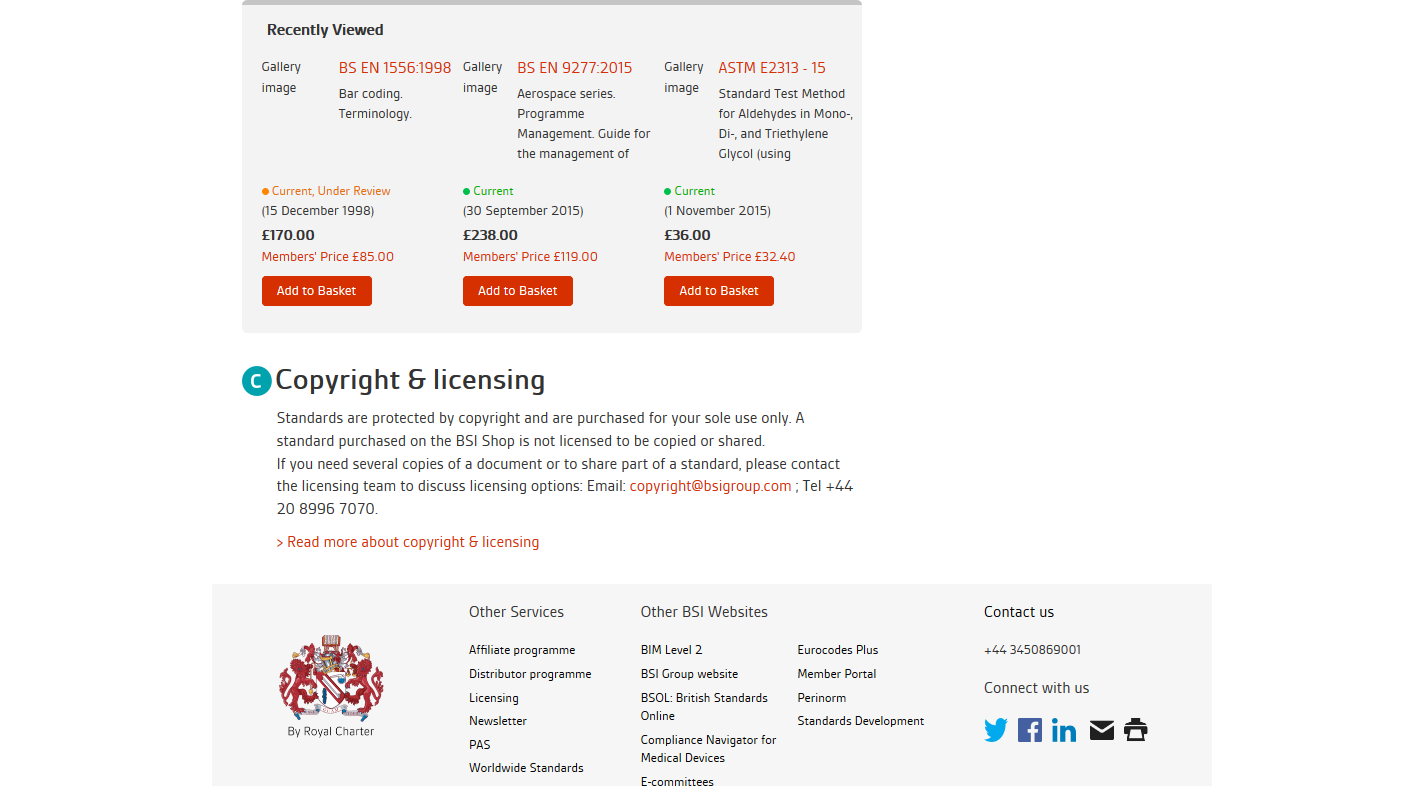 Recently Viewed
Gallery image
BS EN 1556:1998
Bar coding.
Terminology.
Current, Under Review
(15 December 1998)
£170.00
Members' Price £85.00
Add to Basket
Gallery image
BS EN 9277:2015
Aerospace series.
Programme
Management. Guide for
the management of
Current
(30 September 2015)
£238.00
Members' Price £119.00
Add to Basket
Gallery image
ASTM E2313 - 15
Standard Test Method
for Aldehydes in Mono-,
Di-, and Triethylene
Glycol (using
Current
(1 November 2015)
£36.00
Members' Price £32.40
Add to Basket
C Copyright & licensing
Standards are protected by copyright and are purchased for your sole use only. A
standard purchased on the BSI Shop is not licensed to be copied or shared.
If you need several copies of a document or to share part of a standard, please contact
the licensing team to discuss licensing options: Email: copyright@bsigroup.com ; Tel +44
20 8996 7070.
> Read more about copyright & licensing
By Royal Charter
Other Services
Affiliate programme
Distributor programme
Licensing
Newsletter
PAS
Worldwide Standards
Other BSI Websites
BIM Level 2
BSI Group website
BSOL: British Standards
Online
Compliance Navigator for
Medical Devices
E-committees
Eurocodes Plus
Member Portal
Perinorm
Standards Development
Contact us
+44 3450869001
Connect with us